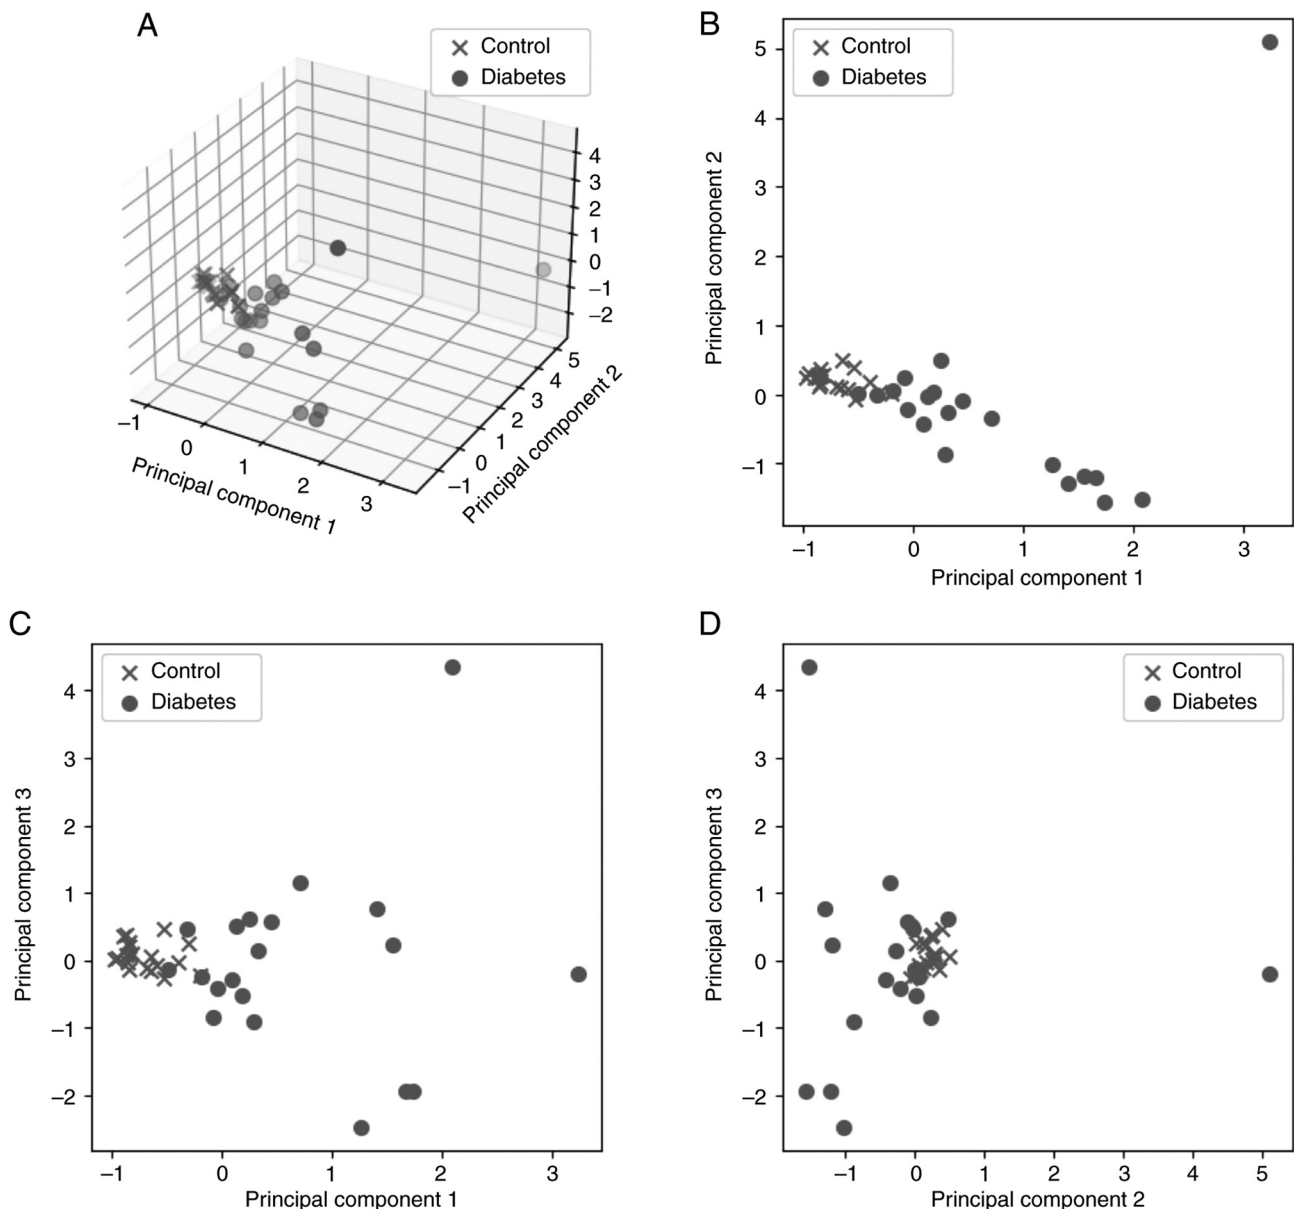 A
Control
Diabetes
4
3
2
1
0
−1
−2
5
4
3
2
1
0
−1
Principal component 2
−1
0
1
2
3
Principal component 1
B
Control
Diabetes
5
4
3
2
1
0
−1
Principal component 2
−1
0
1
2
3
Principal component 1
C
Control
Diabetes
4
3
2
1
0
−1
−2
Principal component 3
−1
0
1
2
3
Principal component 1
D
Control
Diabetes
4
3
2
1
0
−1
−2
Principal component 3
−1
0
1
2
3
4
5
Principal component 2